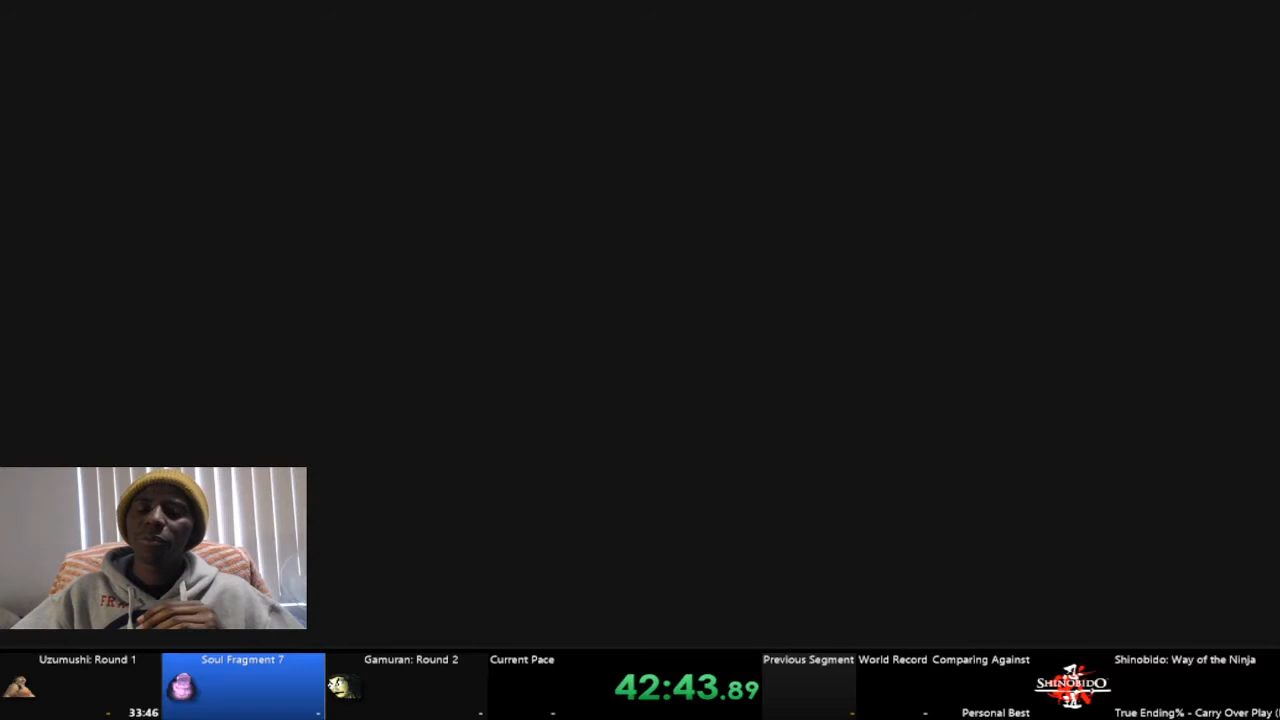 FR
Uzumushi: Round 1
33:46
-
Soul Fragment 7
-
Gamuran: Round 2
-
Current Pace
-
42:43.89
Previous Segment
-
World Record
-
Comparing Against
Personal Best
SHINOBIDO
Shinobido: Way of the Ninja
True Ending% - Carry Over Play (